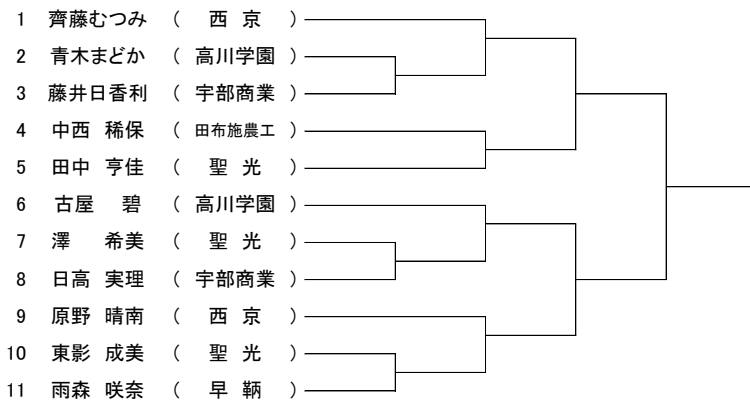 1 齊藤むつみ ( 西 京 )
2 青木まどか ( 高川学園 )
3 藤井日香利 ( 宇部商業 )
4 中西 稀保 ( 田布施農工 )
5 田中 亨佳 ( 聖 光 )
6 古屋 碧 ( 高川学園 )
7 澤 希美 ( 聖 光 )
8 日高 実理 ( 宇部商業 )
9 原野 晴南 ( 西 京 )
10 東影 成美 ( 聖 光 )
11 雨森 咲奈 ( 早 鞆 )